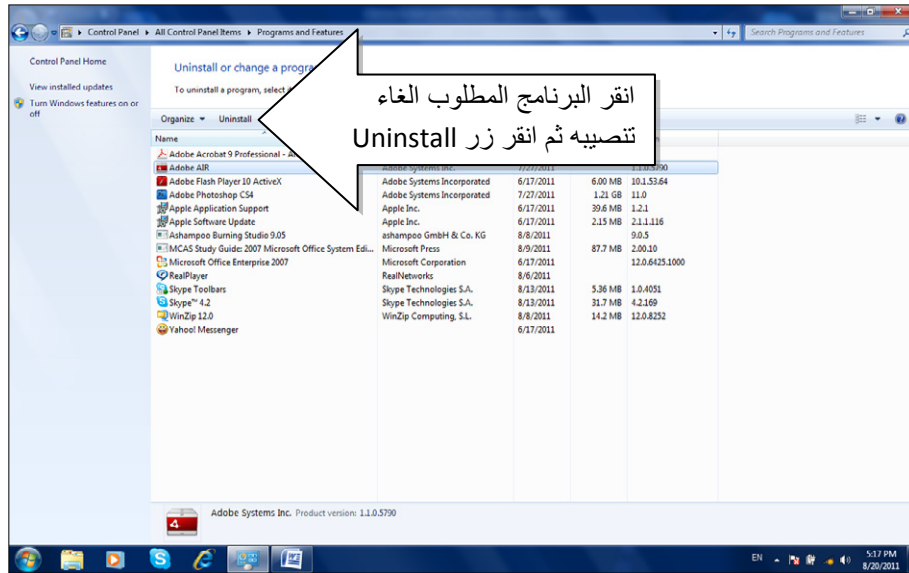 Control Panel ▸ All Control Panel Items ▸ Programs and Features
Search Programs and Features
Control Panel Home
View installed updates
Turn Windows features on or
off
Uninstall or change a progra
To uninstall a program, select
Organize
Uninstall
انقر البرنامج المطلوب الغاء
تنصيبه ثم انقر زر Uninstall
Name
Adobe Acrobat 9 Professional
Adobe AIR Adobe Systems Inc. 7/27/2011 1.1.0.5790
Adobe Flash Player 10 ActiveX Adobe Systems Incorporated 6/17/2011 6.00 MB 10.1.53.64
Adobe Photoshop CS4 Adobe Systems Incorporated 7/27/2011 1.21 GB 11.0
Apple Application Support Apple Inc. 6/17/2011 39.6 MB 1.2.1
Apple Software Update Apple Inc. 6/17/2011 2.15 MB 2.1.1.116
Ashampoo Burning Studio 9.05 ashampoo GmbH & Co. KG 8/8/2011 9.0.5
MCAS Study Guide: 2007 Microsoft Office System Edi... Microsoft Press 8/9/2011 87.7 MB 2.00.10
Microsoft Office Enterprise 2007 Microsoft Corporation 6/17/2011 12.0.6425.1000
RealPlayer RealNetworks 8/6/2011
Skype Toolbars Skype Technologies S.A. 8/13/2011 5.36 MB 1.0.4051
Skype™ 4.2 Skype Technologies S.A. 8/13/2011 31.7 MB 4.2.169
WinZip 12.0 WinZip Computing, S.L. 8/8/2011 14.2 MB 12.0.8252
Yahoo! Messenger 6/17/2011
Adobe Systems Inc. Product version: 1.1.0.5790
EN
5:17 PM
8/20/2011